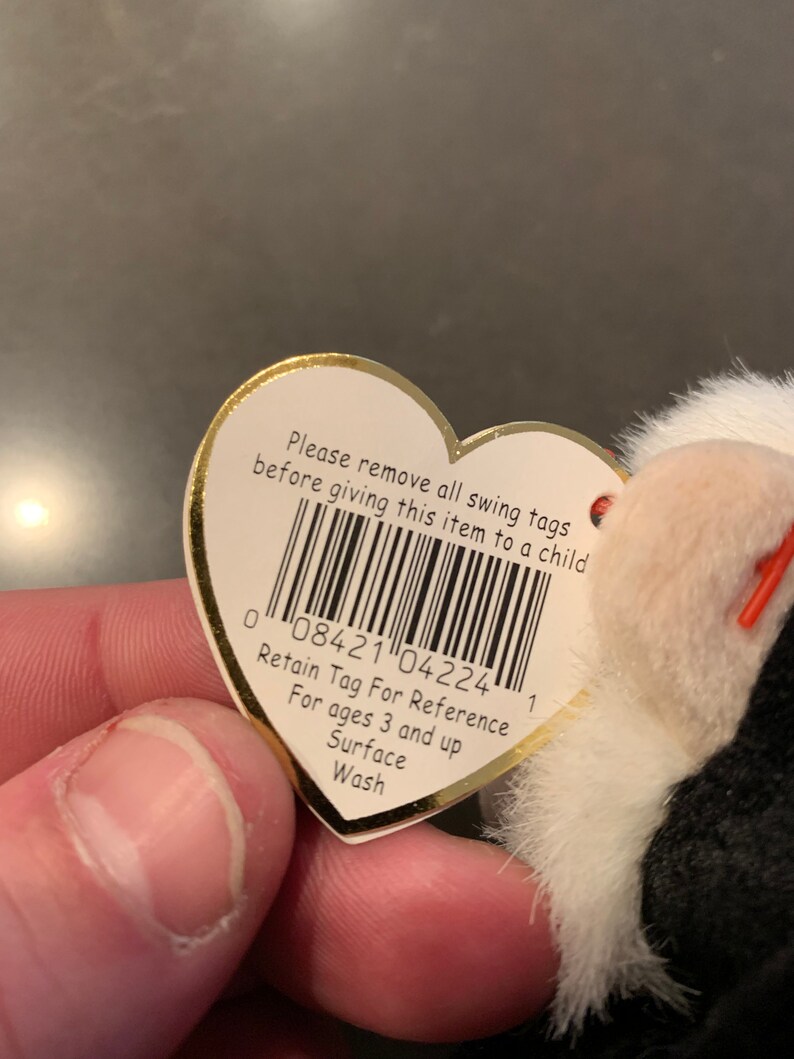 Please remove all swing tags
before giving this item to a child
0 08421 04224 1
Retain Tag For Reference
For ages 3 and up
Surface
Wash